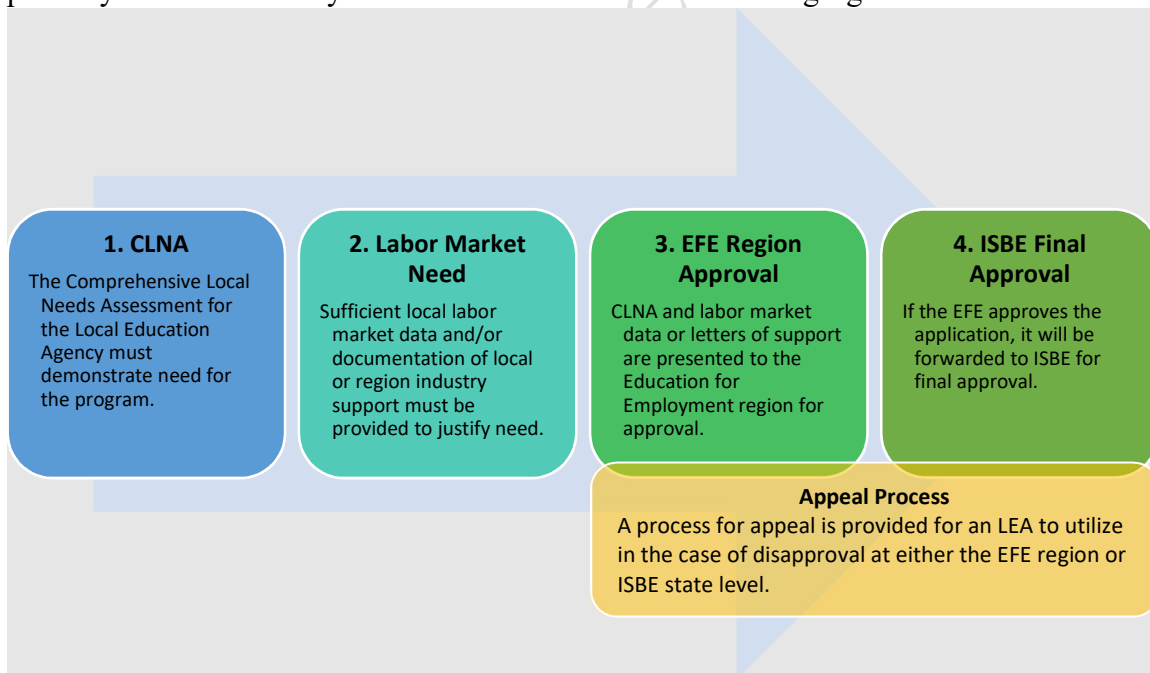 1. CLNA
The Comprehensive Local
Needs Assessment for
the Local Education
Agency must
demonstrate need for
the program.
2. Labor Market
Need
Sufficient local labor
market data and/or
documentation of local
or region industry
support must be
provided to justify need.
3. EFE Region
Approval
CLNA and labor market
data or letters of support
are presented to the
Education for
Employment region for
approval.
4. ISBE Final
Approval
If the EFE approves the
application, it will be
forwarded to ISBE for
final approval.
Appeal Process
A process for appeal is provided for an LEA to utilize
in the case of disapproval at either the EFE region or
ISBE state level.